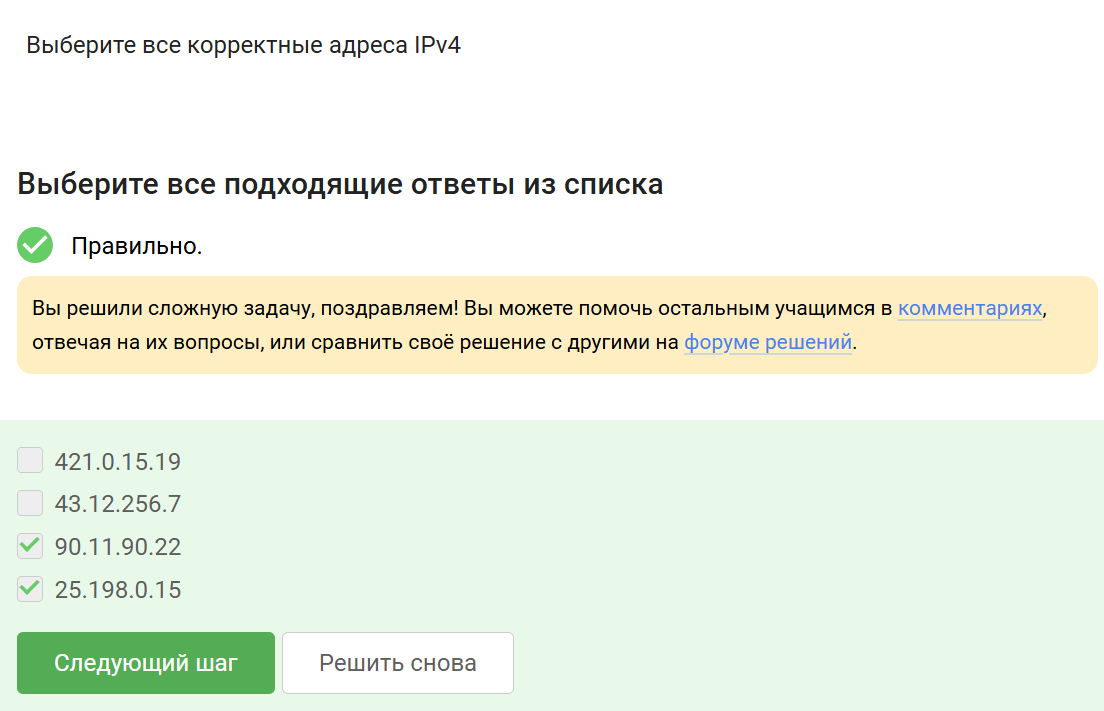 Выберите все корректные адреса IPv4
Выберите все подходящие ответы из списка
Правильно.
Вы решили сложную задачу, поздравляем! Вы можете помочь остальным учащимся в комментариях,
отвечая на их вопросы, или сравнить своё решение с другими на форуме решений.
421.0.15.19
43.12.256.7
90.11.90.22
25.198.0.15
Следующий шаг Решить снова